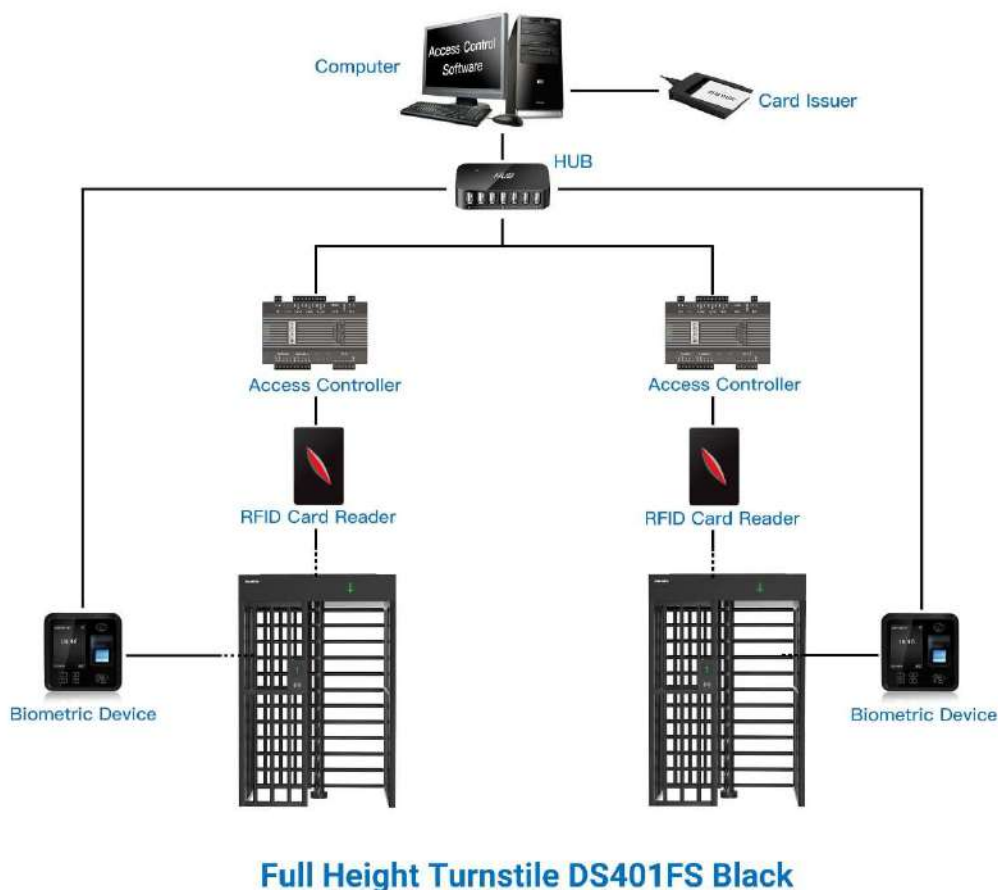 Access Control
Software
Computer
Card Issuer
HUB
Access Controller
Access Controller
RFID Card Reader
RFID Card Reader
Biometric Device
Biometric Device
Full Height Turnstile DS401FS Black